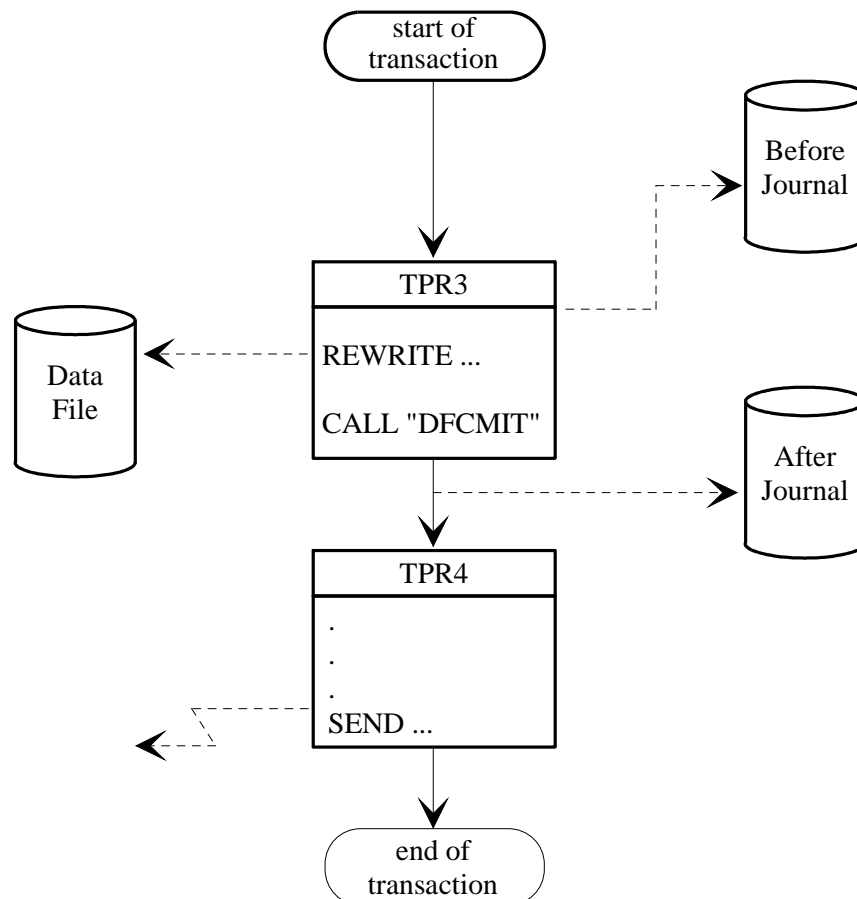 start of
transaction
Before
Journal
TPR3
REWRITE ...
CALL "DFCMIT"
Data
File
After
Journal
TPR4
.
.
.
SEND ...
end of
transaction